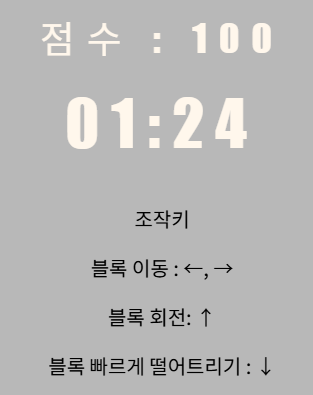 점수 : 100
01:24
조작키
블록 이동 : ←, →
블록 회전: ↑
블록 빠르게 떨어트리기 : ↓